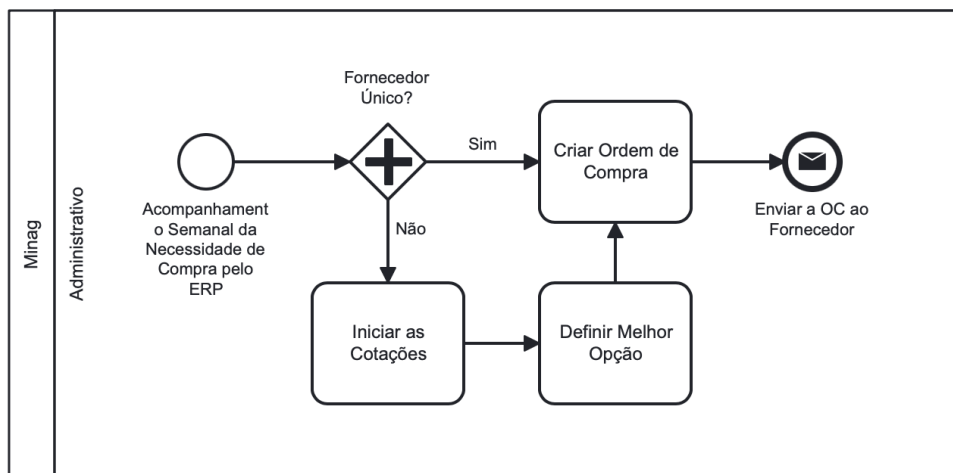 Minag
Administrativo
Acompanhament
o Semanal da
Necessidade de
Compra pelo
ERP
Fornecedor
Único?
Sim
Não
Criar Ordem de
Compra
Enviar a OC ao
Fornecedor
Iniciar as
Cotações
Definir Melhor
Opção